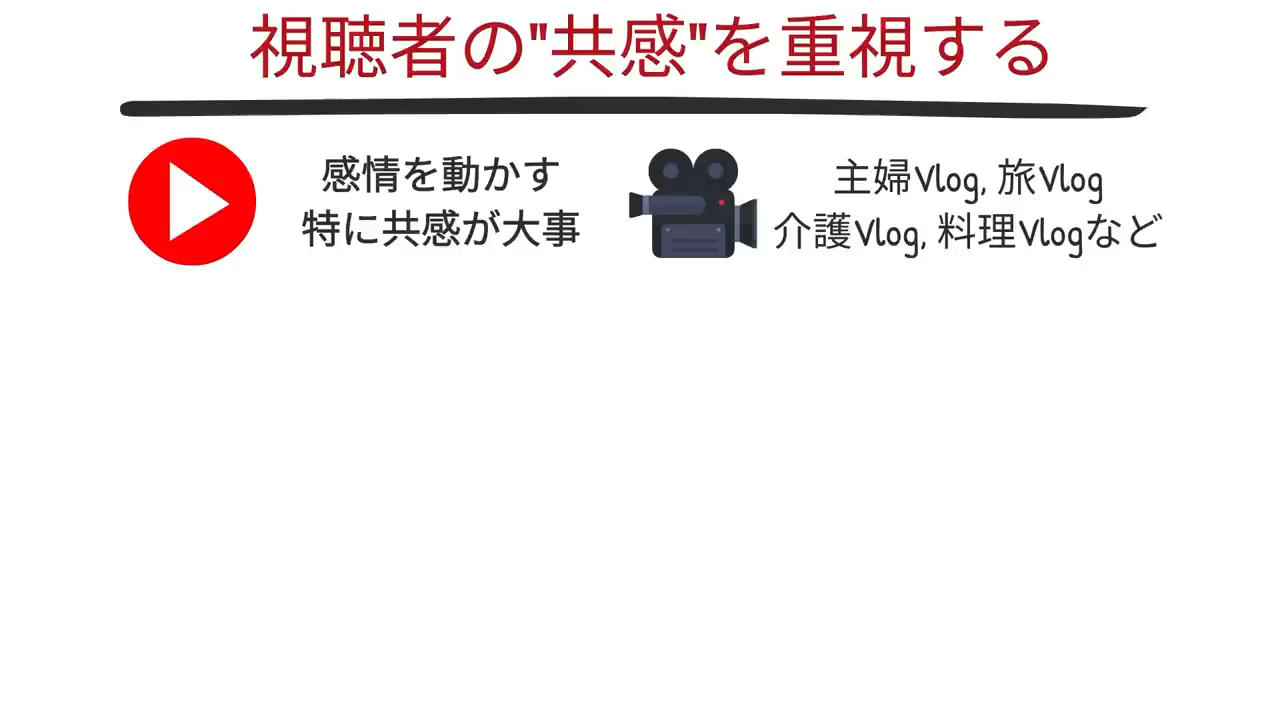 視聴者の"共感"を重視する
感情を動かす
特に共感が大事
主婦Vlog, 旅Vlog
介護Vlog, 料理Vlogなど